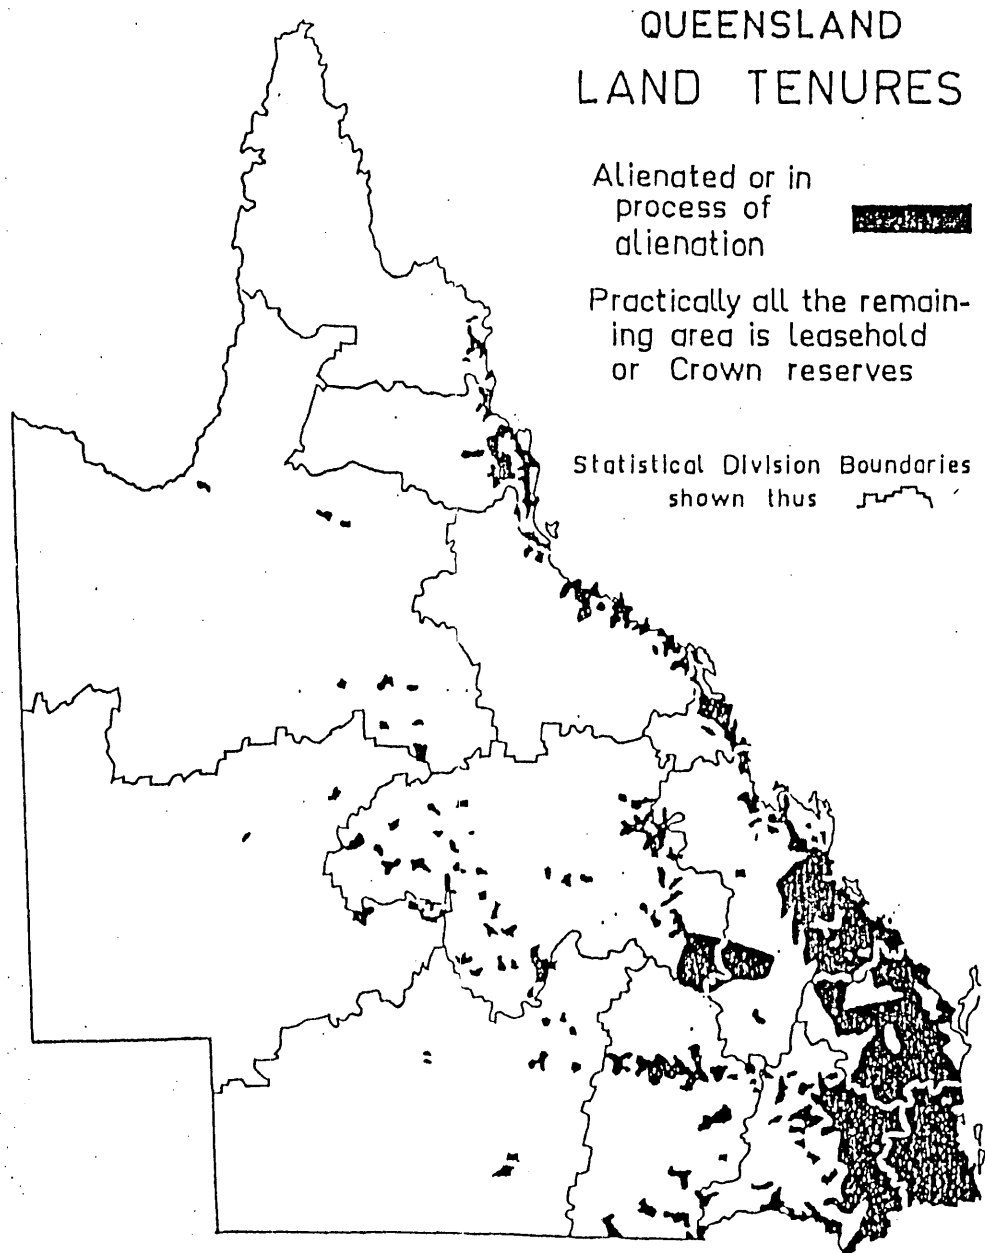 QUEENSLAND
LAND TENURES
Alienated or in
process of
alienation
Practically all the remain-
ing area is leasehold
or Crown reserves
Statistical Division Boundaries
shown thus